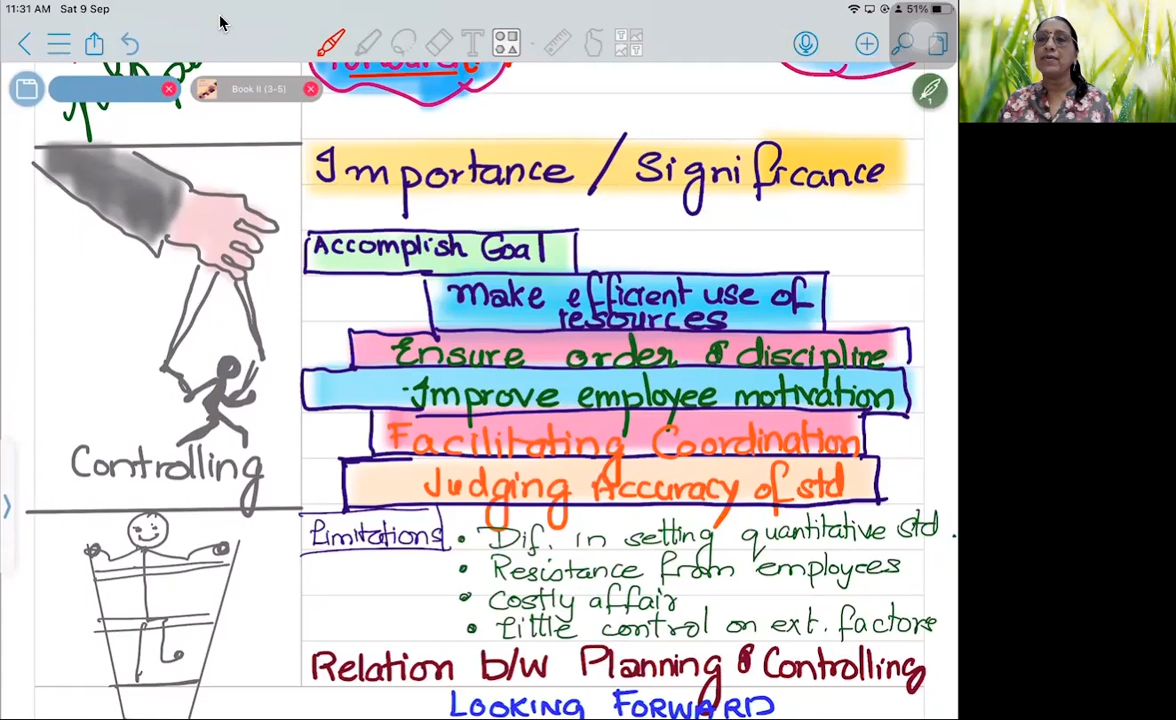 11:31 AM Sat 9 Sep
51%
Forward
Book II (3-5)
Importance / Significance
Accomplish Goal
Make efficient use of
resources
Ensure order & discipline
Improve employee motivation
Facilitating Coordination
Judging Accuracy of std
Controlling
Limitations
• Dif. in setting quantitative std.
• Resistance from employees
• Costly affair
• Little control on ext. factors
Relation b/w Planning & Controlling
LOOKING FORWARD